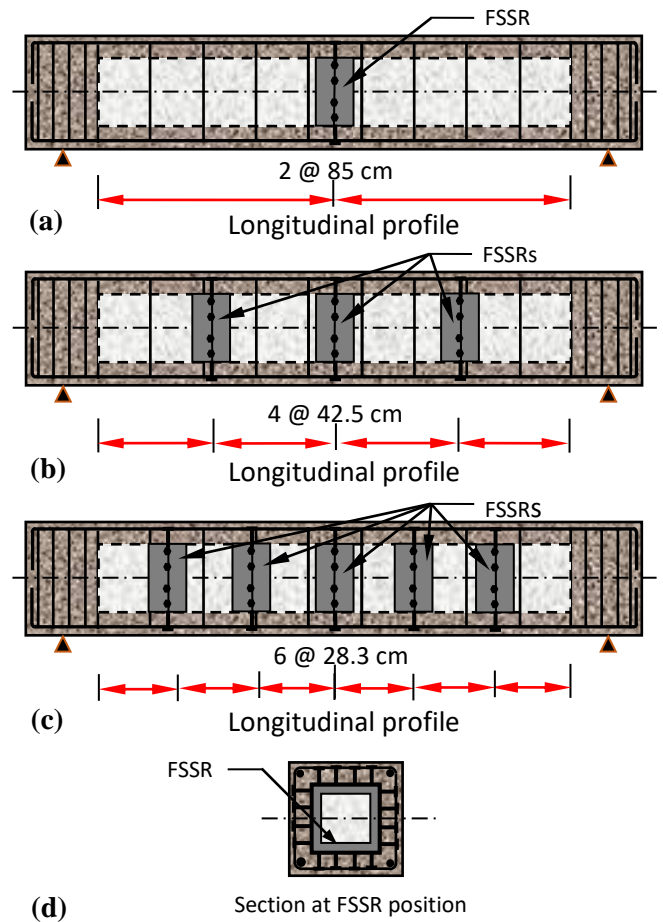 FSSR
2 @ 85 cm
(a)
Longitudinal profile
FSSRs
4 @ 42.5 cm
(b)
Longitudinal profile
FSSRs
6 @ 28.3 cm
(c)
Longitudinal profile
FSSR
(d)
Section at FSSR position